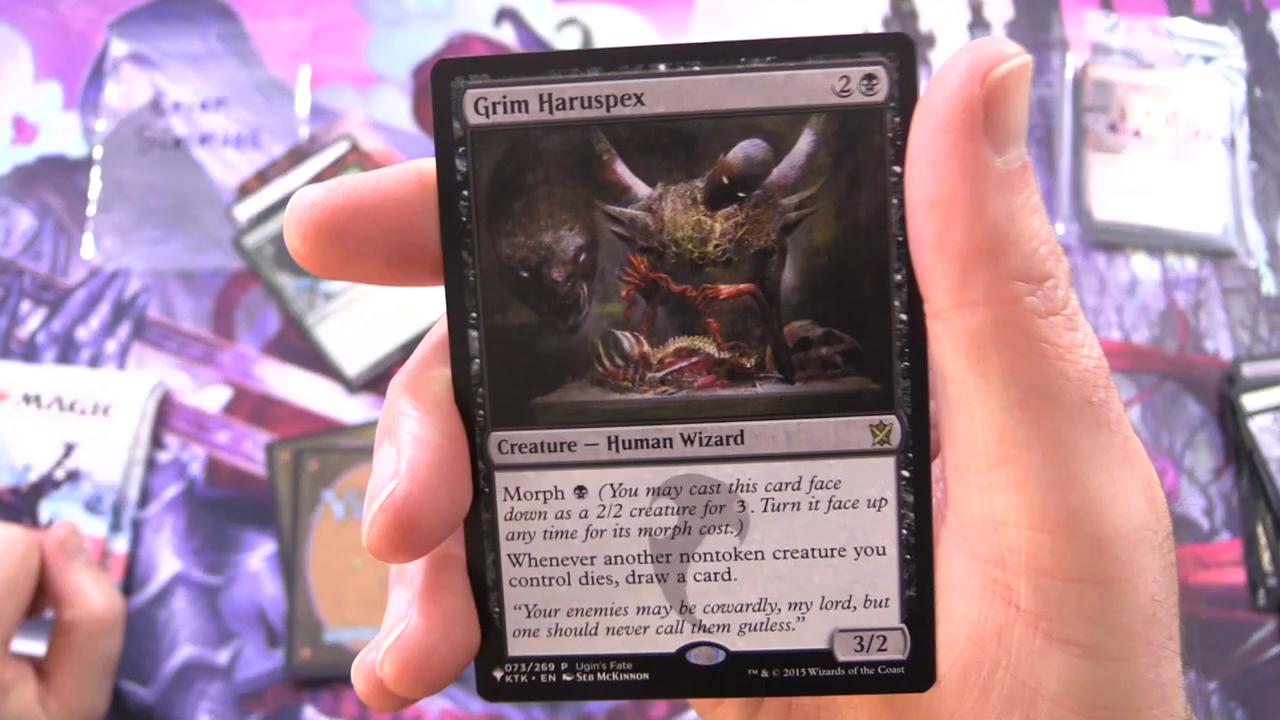 Grim Haruspex 2
Creature — Human Wizard
Morph (You may cast this card face
down as a 2/2 creature for 3. Turn it face up
any time for its morph cost.)
Whenever another nontoken creature you
control dies, draw a card.
“Your enemies may be cowardly, my lord, but
one should never call them gutless.”
3/2
073/269 P Ugin's Fate
KTK • EN Seb McKinnon
™ & © 2015 Wizards of the Coast
MAGIC